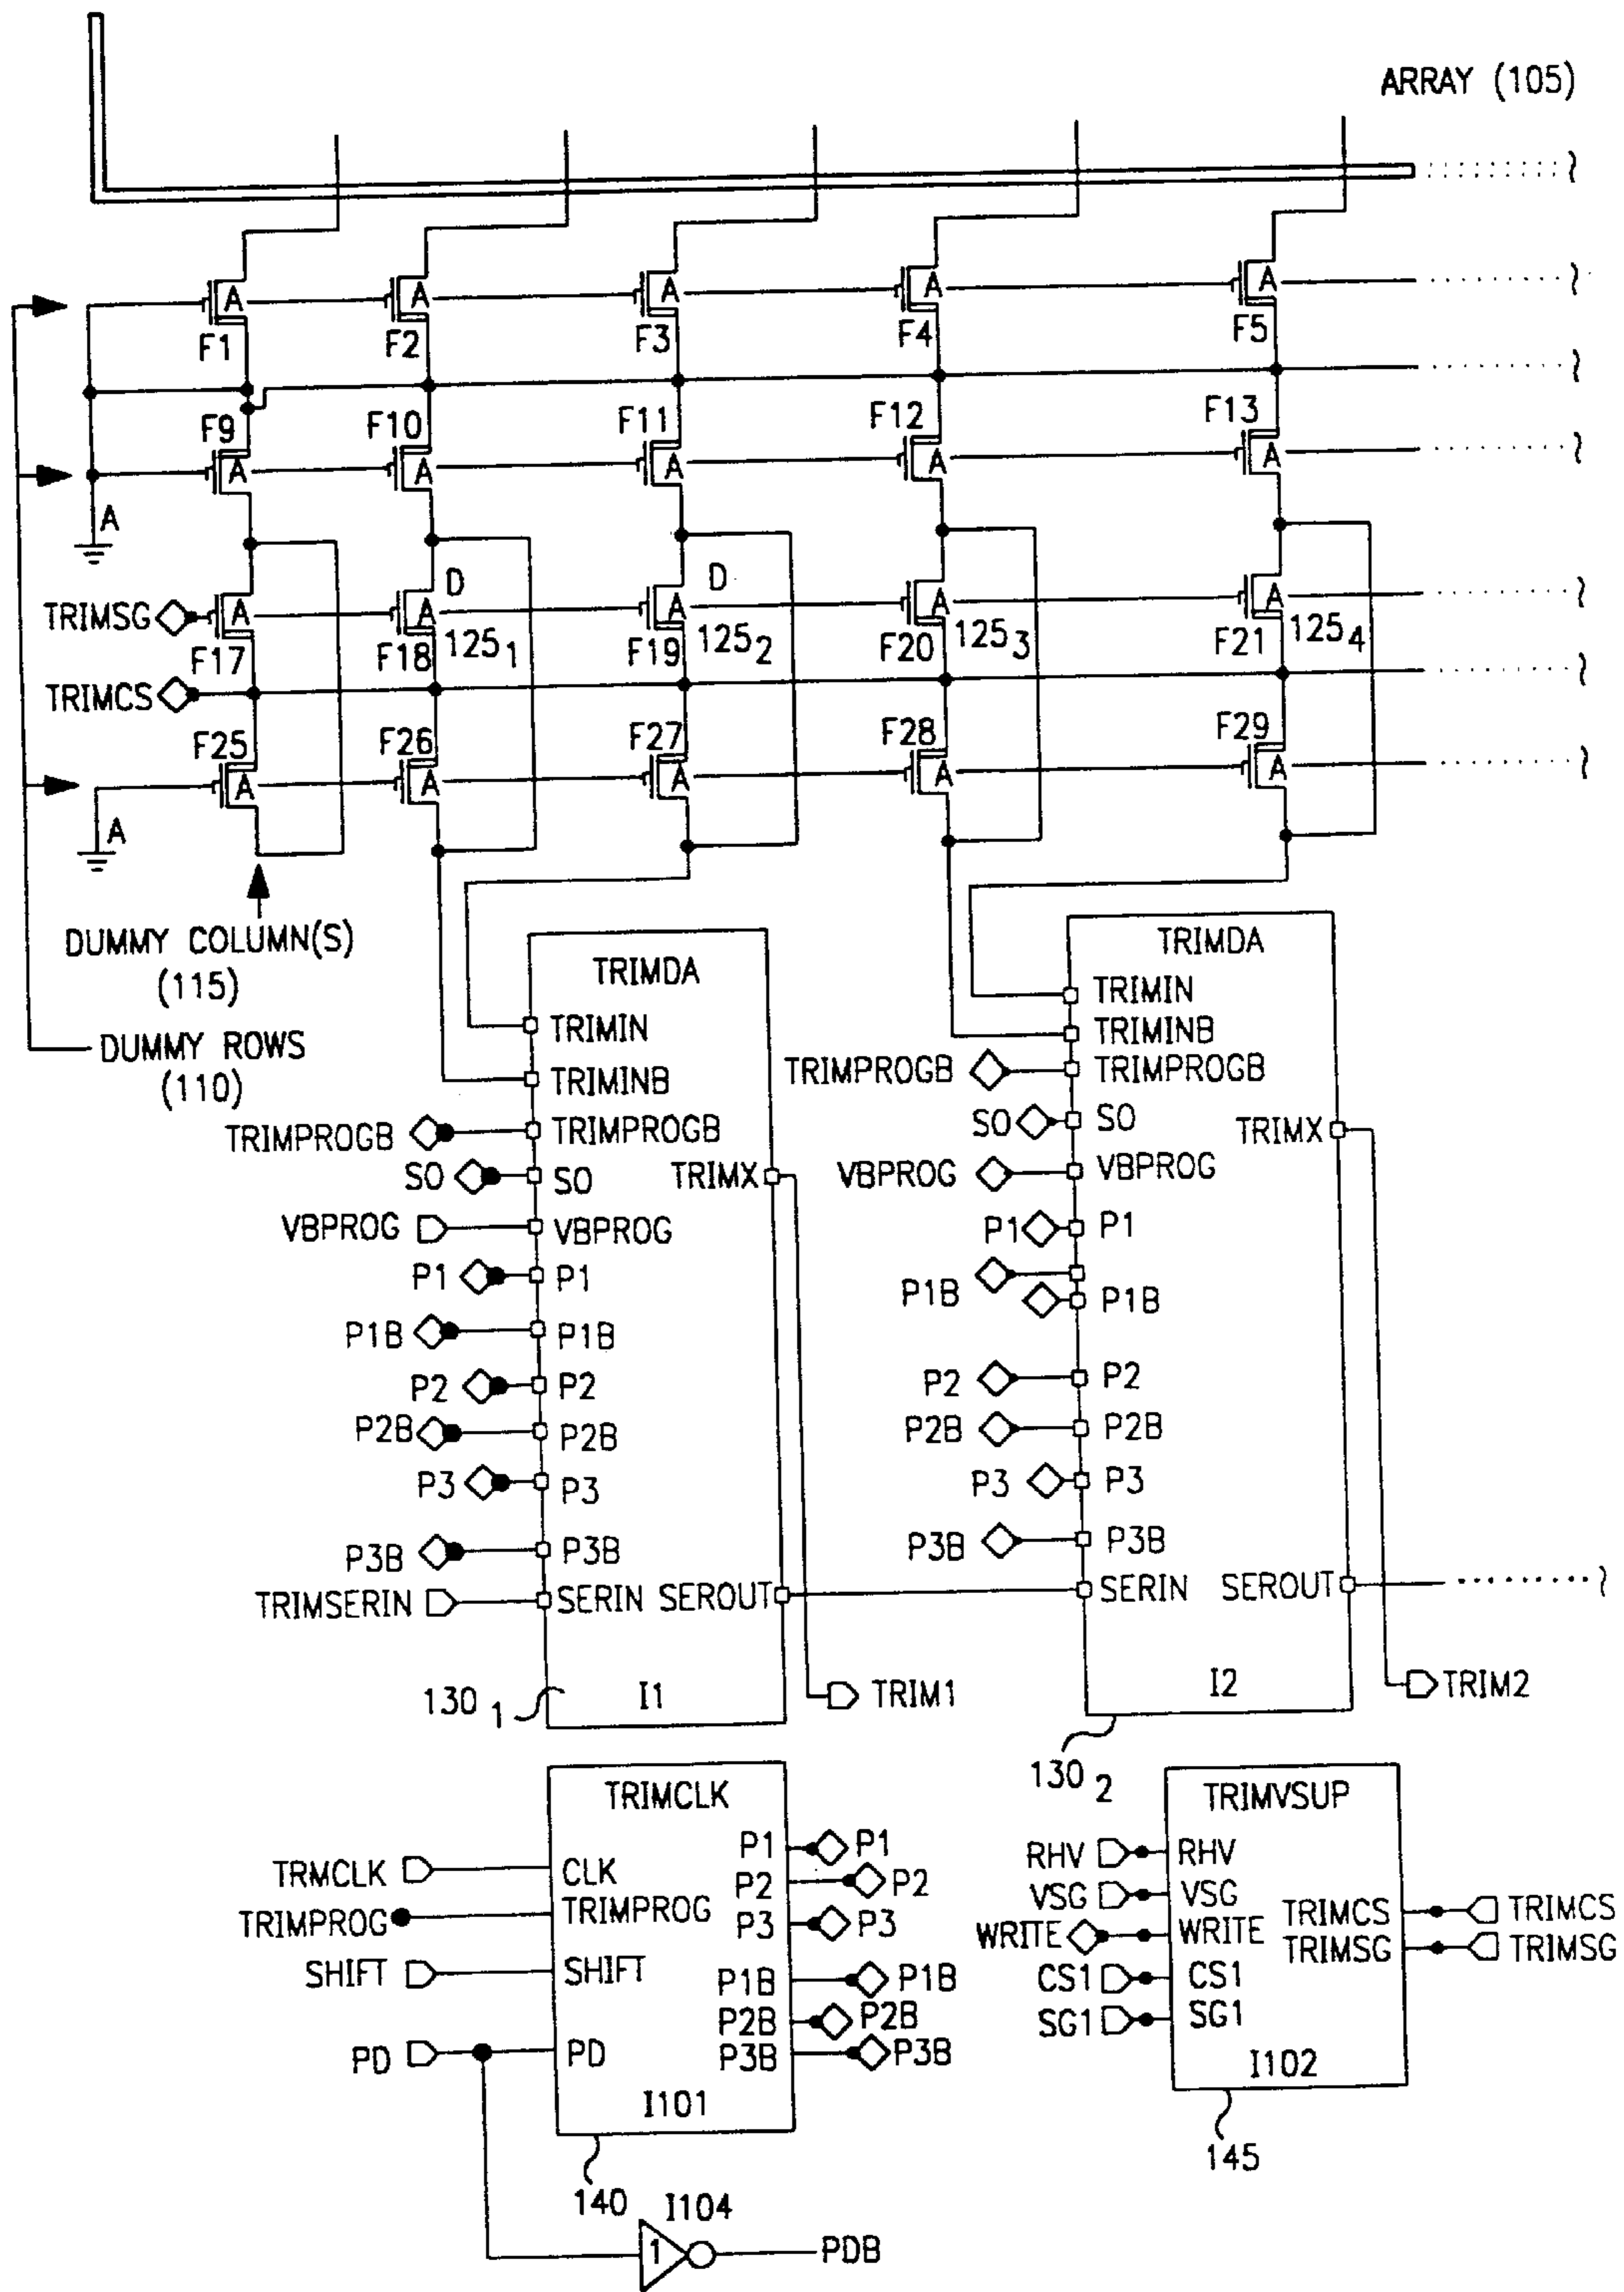 ARRAY (105)
A A A A A
F1 F2 F3 F4 F5
F9 F10 F11 F12 F13
A A A A A
A
D D
TRIMSG A A A A A
F17 F18 125 1 F19 125 2 F20 125 3 F21 125 4
TRIMCS
F25 F26 F27 F28 F29
A A A A A
A
DUMMY COLUMN(S)
(115)
DUMMY ROWS
(110)
TRIMDA
TRIMIN
TRIMINB
TRIMPROGB TRIMPROGB
SO SO TRIMX
VBPROG VBPROG
P1 P1
P1B P1B
P2 P2
P2B P2B
P3 P3
P3B P3B
TRIMSERIN SERIN SEROUT
130 1 I1 TRIM1
TRIMDA
TRIMIN
TRIMINB
TRIMPROGB TRIMPROGB
SO SO TRIMX
VBPROG VBPROG
P1 P1
P1B P1B
P2 P2
P2B P2B
P3 P3
P3B P3B
SERIN SEROUT
I2 TRIM2
130 2
TRIMCLK
P1 P1
TRMCLK CLK P2 P2
TRIMPROG TRIMPROG P3 P3
SHIFT SHIFT P1B P1B
P2B P2B
PD PD P3B P3B
I101
140 I104
1 PDB
TRIMVSUP
RHV RHV
VSG VSG TRIMCS TRIMCS
WRITE WRITE TRIMSG TRIMSG
CS1 CS1
SG1 SG1
I102
145